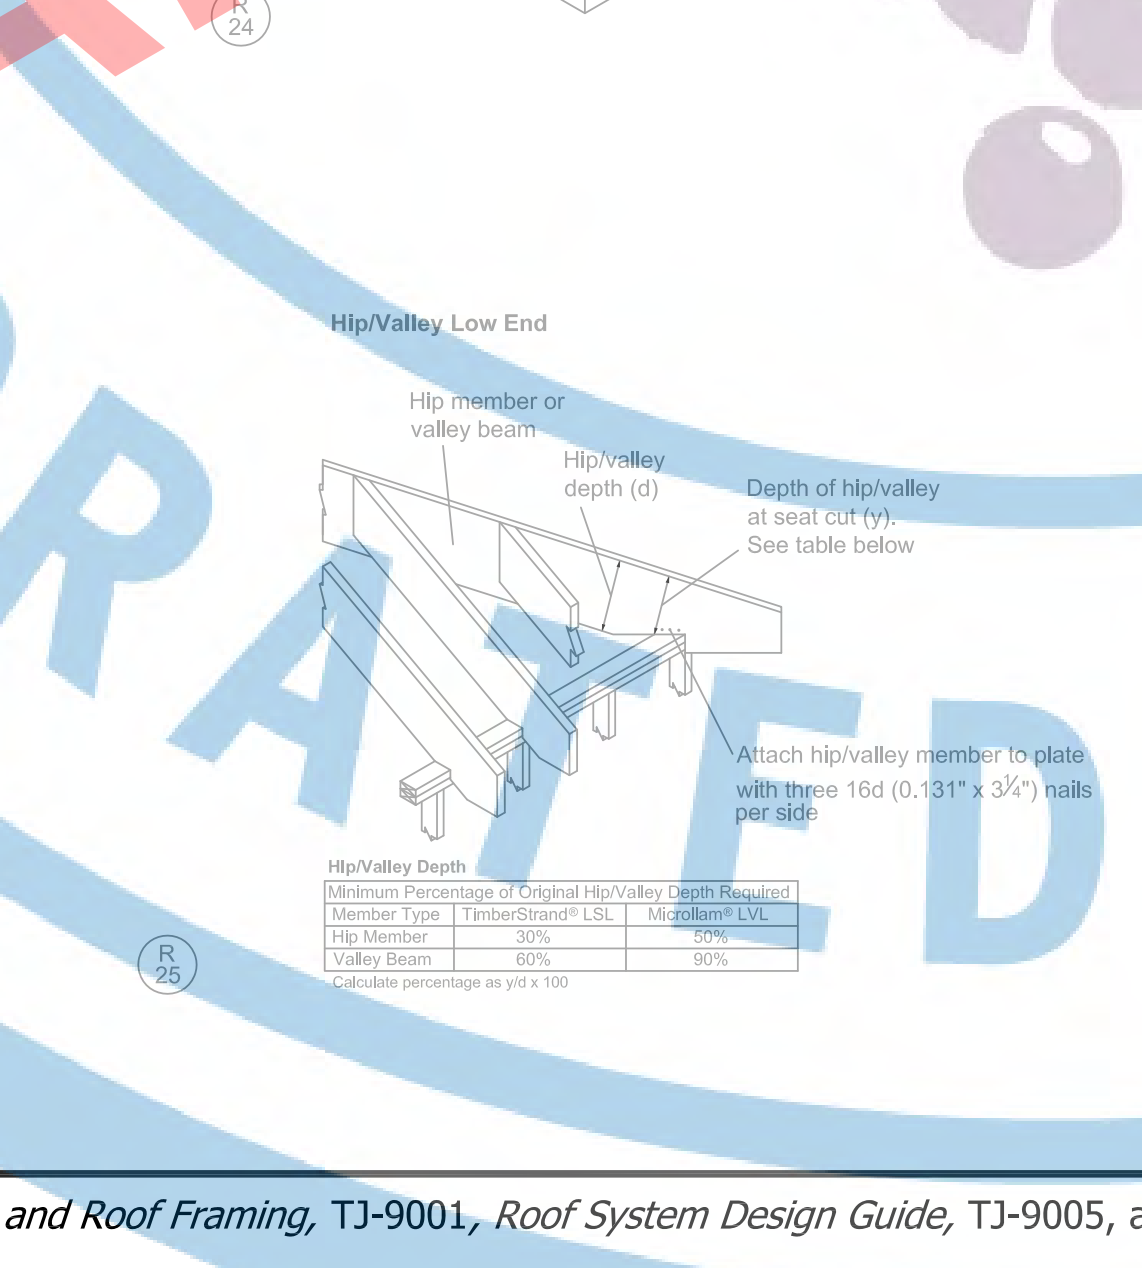 R
24
Hip/Valley Low End
Hip member or
valley beam
Hip/valley
depth (d)
Depth of hip/valley
at seat cut (y).
See table below
Attach hip/valley member to plate
with three 16d (0.131" x 3¼") nails
per side
Hip/Valley Depth
Minimum Percentage of Original Hip/Valley Depth Required
Member Type TimberStrand® LSL Microllam® LVL
Hip Member 30% 50%
Valley Beam 60% 90%
Calculate percentage as y/d x 100
R
25
RATED
and Roof Framing, TJ-9001, Roof System Design Guide, TJ-9005, a